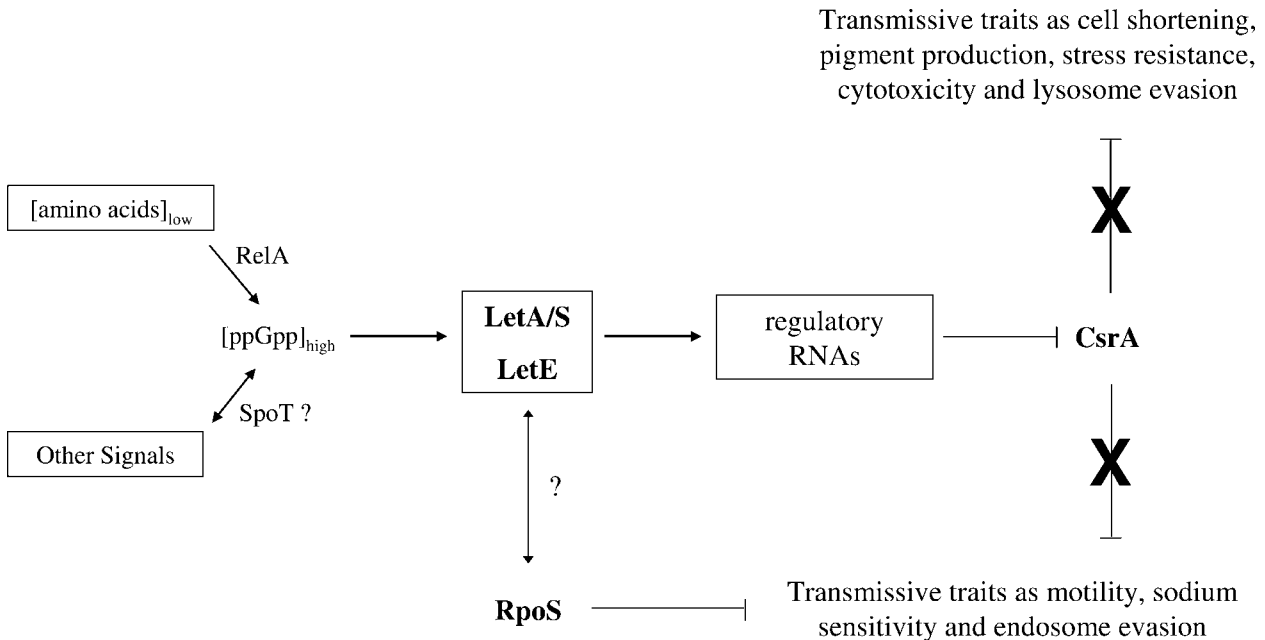 Transmissive traits as cell shortening,
pigment production, stress resistance,
cytotoxicity and lysosome evasion
[amino acids]low
RelA
[ppGpp]high
SpoT ?
Other Signals
LetA/S
LetE
regulatory
RNAs
CsrA
X
X
?
RpoS
Transmissive traits as motility, sodium
sensitivity and endosome evasion